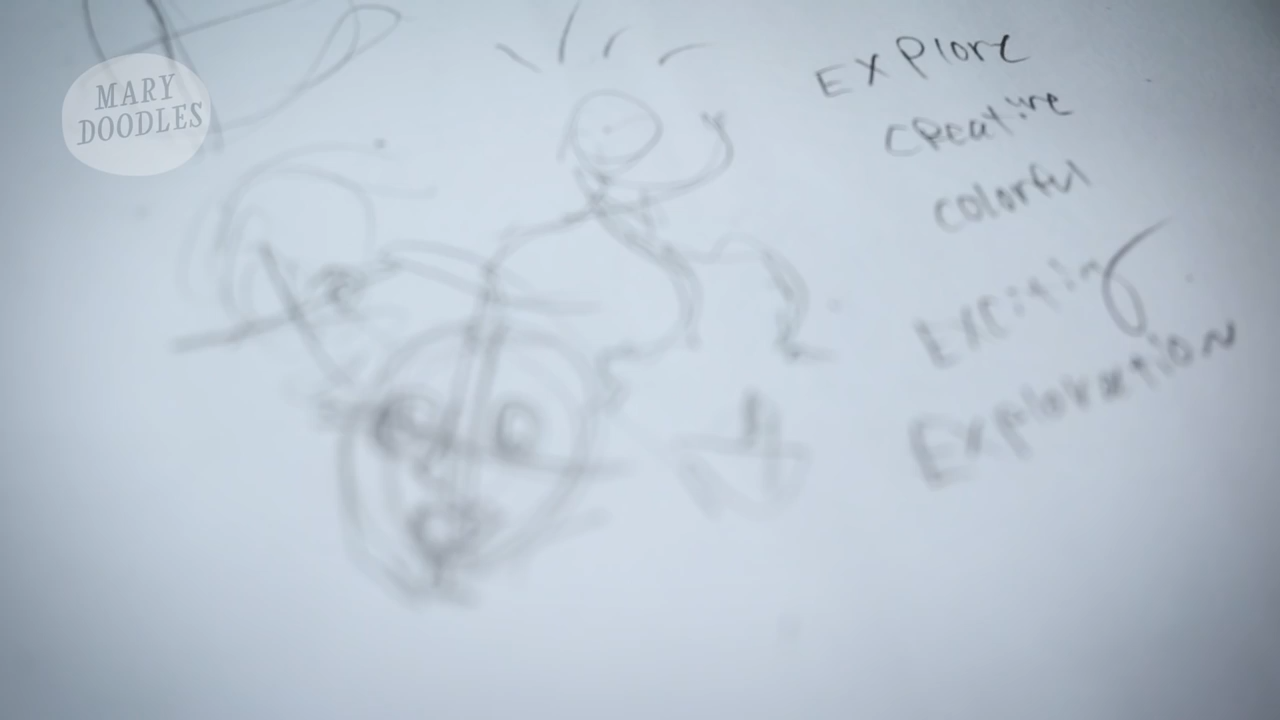 MARY
DOODLES
Explore
creative
colorful
Exciting
Exploration